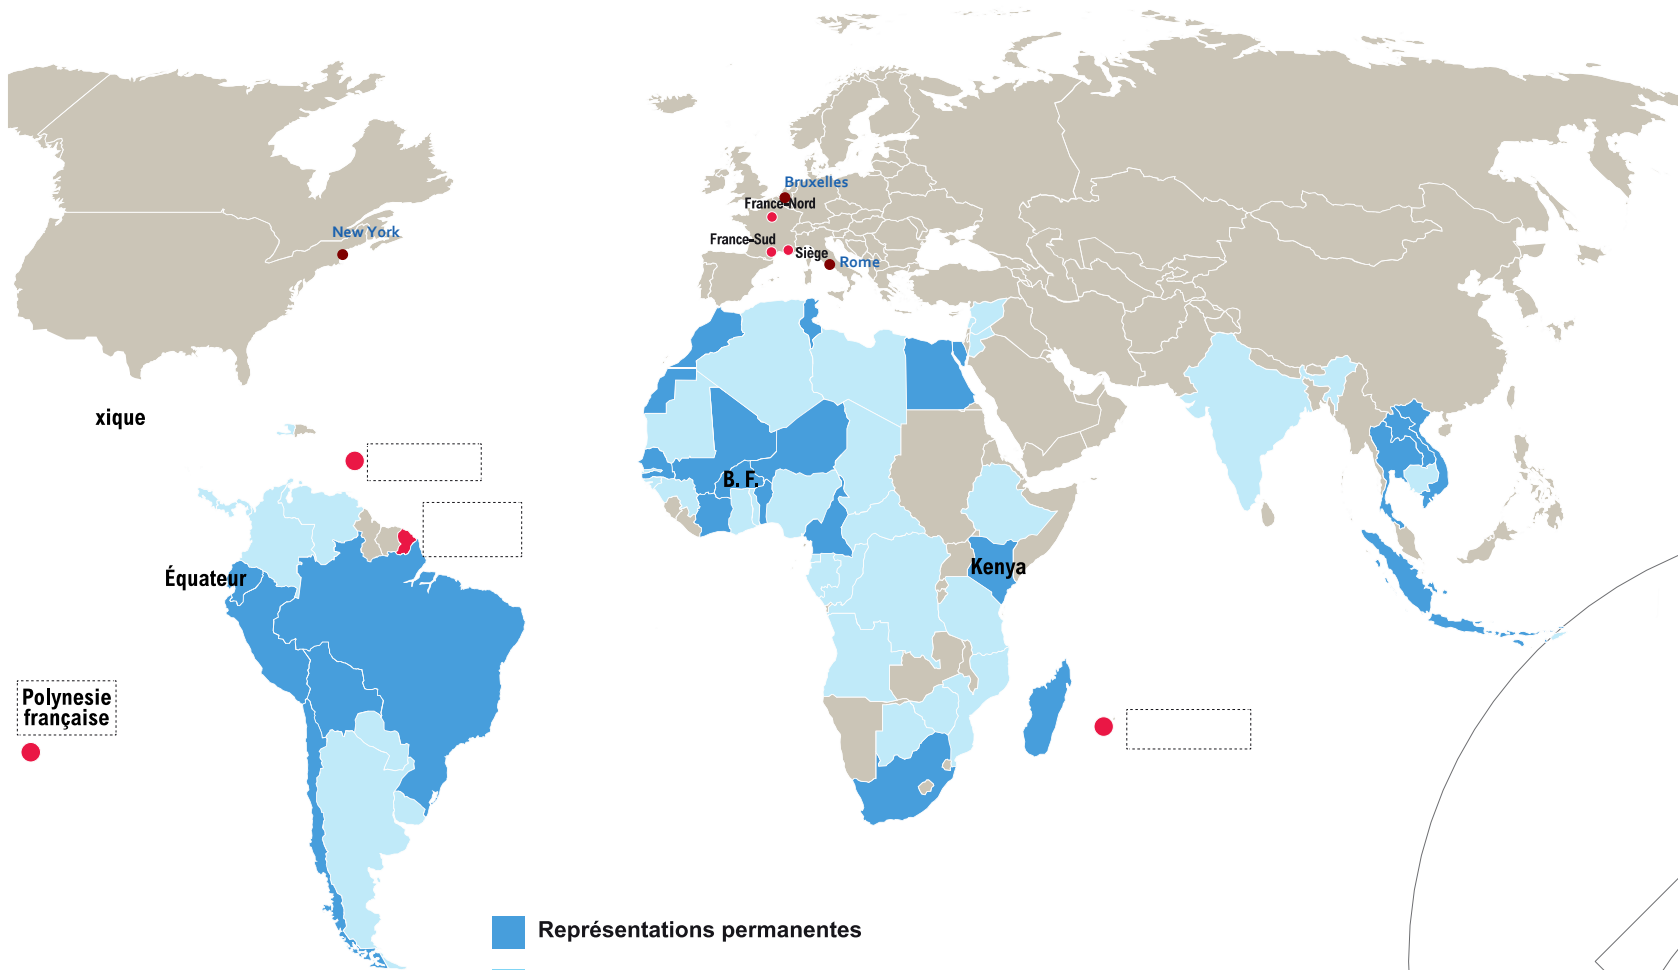 Bruxelles
France-Nord
New York
France-Sud
Siège
Rome
xique
B. F.
Kenya
Équateur
Polynesie
française
Représentations permanentes